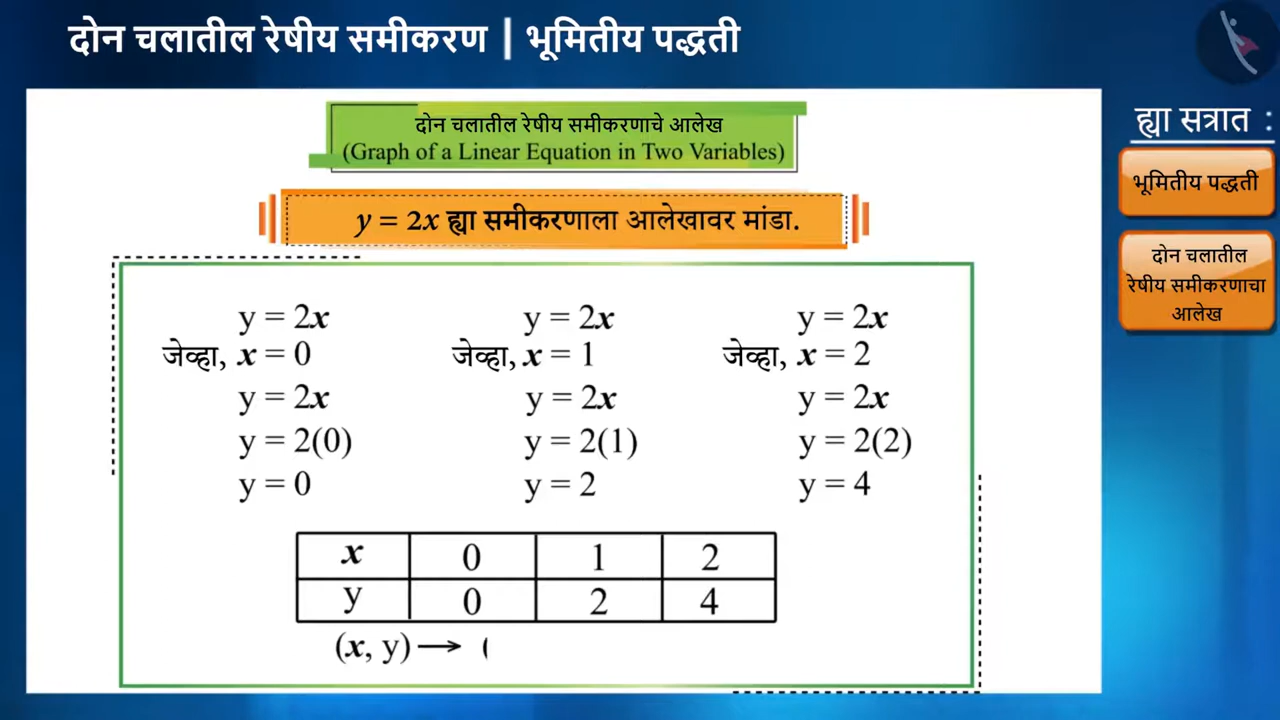 दोन चलातील रेषीय समीकरण | भूमितीय पद्धती
ह्या सत्रात :
भूमितीय पद्धती
दोन चलातील
रेषीय समीकरणाचा
आलेख
दोन चलातील रेषीय समीकरणाचे आलेख
(Graph of a Linear Equation in Two Variables)
y = 2x ह्या समीकरणाला आलेखावर मांडा.
y = 2x y = 2x y = 2x
जेव्हा, x = 0 जेव्हा, x = 1 जेव्हा, x = 2
y = 2x y = 2x y = 2x
y = 2(0) y = 2(1) y = 2(2)
y = 0 y = 2 y = 4
x 0 1 2
y 0 2 4
(x, y) → (